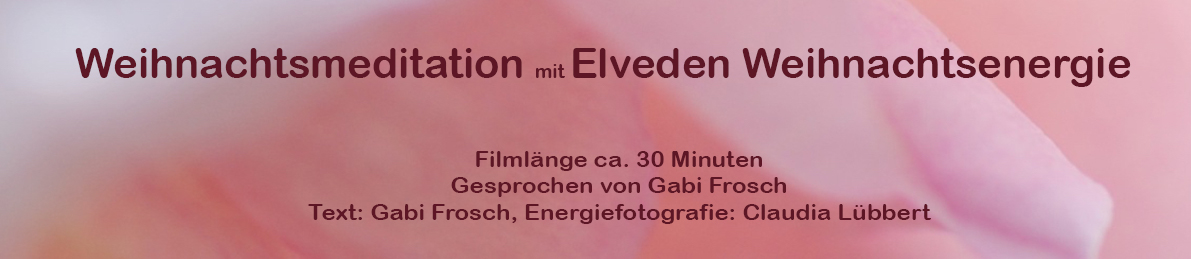 Weihnachtsmeditation mit Elveden Weihnachtsenergie
Filmlänge ca. 30 Minuten
Gesprochen von Gabi Frosch
Text: Gabi Frosch, Energiefotografie: Claudia Lübbert